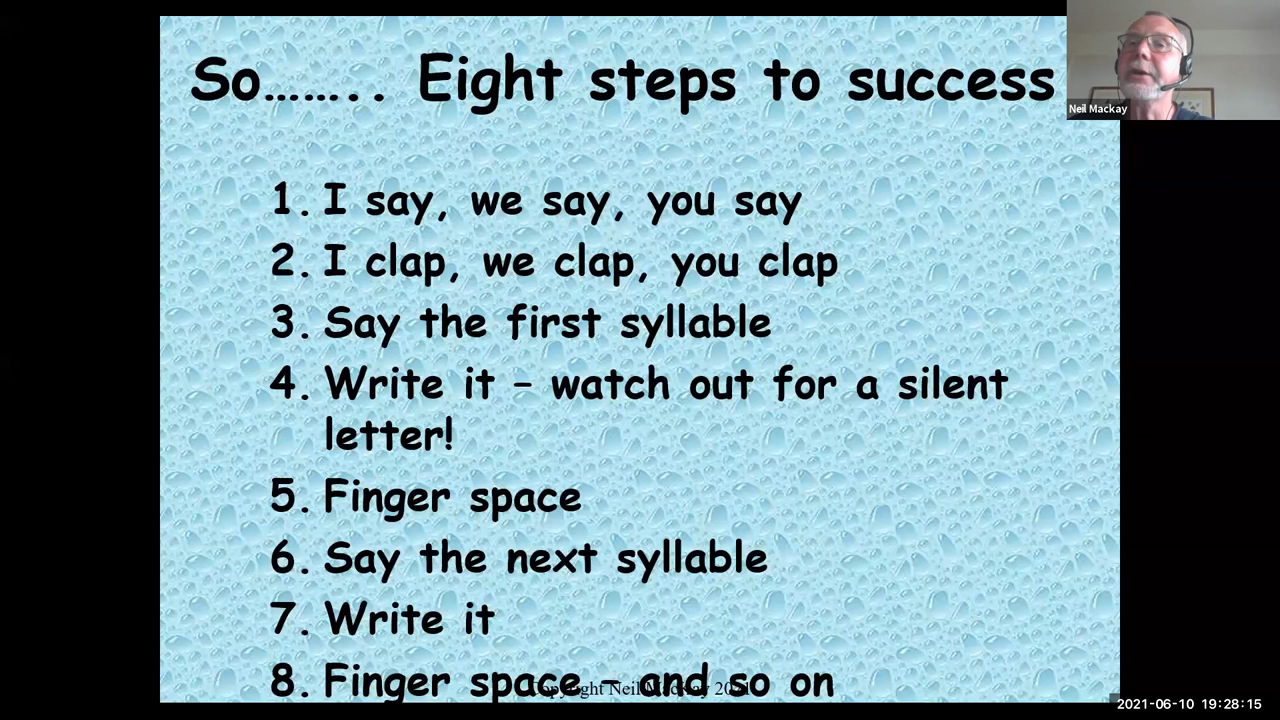 So…….. Eight steps to success
Neil Mackay
1. I say, we say, you say
2. I clap, we clap, you clap
3. Say the first syllable
4. Write it – watch out for a silent
letter!
5. Finger space
6. Say the next syllable
7. Write it
8. Finger space – and so on
Copyright Neil MacKay
2021-06-10 19:28:15